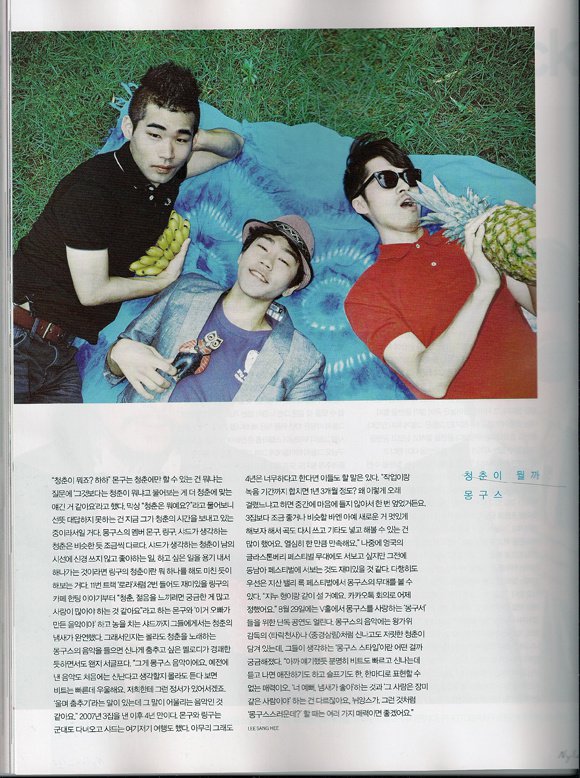 청춘이 뭘까
몽구스
“청춘이 뭐죠? 하하” 몽구는 청춘에만 할 수 있는 건 뭐냐는
질문에 ‘그것보다는 청춘이 뭐냐고 물어보는 게 더 청춘에 맞는
얘긴 거 같아요’라고 했다. 막상 “청춘은 뭐예요?”라고 물어보니
선뜻 대답하지 못하는 건 지금 그가 청춘의 시간을 보내고 있는
중이라서일 거다. 몽구스의 멤버 몽구, 링구, 샤드가 생각하는
청춘은 비슷한 듯 조금씩 다르다. 샤드가 생각하는 청춘이 남의
시선에 신경 쓰지 않고 좋아하는 일, 하고 싶은 일을 용기 내서
해나가는 것이라면 링구의 청춘이란 뭐 하나를 해도 미친 듯이
해보는 거다. 11번 트랙 ‘로라’처럼 2번 들어도 재미있을 링구의
카페 헌팅 이야기부터 “청춘, 젊음을 느끼려면 궁금한 게 많고
사랑이 많아야 하는 것 같아요”라고 하는 몽구와 ‘이거 오빠가
만든 음악이야’ 하고 농을 치는 샤드까지 그들에게서는 청춘의
냄새가 완연했다. 그래서인지는 몰라도 청춘을 노래하는
몽구스의 음악을 들으면 신나게 춤추고 싶은 멜로디가 경쾌한
듯하면서도 왠지 서글프다. “그게 몽구스 음악이에요, 예전에
낸 음악도 처음에는 신난다고 생각할지 몰라도 듣다 보면
비트는 빠른데 우울해요. 저희한텐 그런 정서가 있어서겠죠.
‘울며 춤추기’라는 말이 있는데 그 말이 어울리는 음악인 것
같아요.” 2007년 3집을 낸 이후 4년 만이다. 몽구와 링구는
군대도 다녀오고 샤드는 여기저기 여행도 했다. 아무리 그래도
4년은 너무하다고 한다면 이들도 할 말은 있다. “작업이랑
녹음 기간까지 합치면 1년 3개월 정도? 왜 이렇게 오래
걸렸느냐고 하면 중간에 마음에 들지 않아서 한 번 엎었거든요.
3집보다 조금 좋거나 비슷할 바엔 아예 새로운 거 멋있게
해보자 해서 곡도 다시 쓰고 기타도 넣고 해볼 수 있는 건
많이 했어요. 열심히 한 만큼 만족해요.” 나중에 영국의
글래스톤베리 페스티벌 무대에서도 서보고 싶지만 그전에
동남아 페스티벌에 서보는 것도 재미있을 것 같다. 다행히도
우선은 지산 밸리 록 페스티벌에서 몽구스의 무대를 볼 수
있다. “지누 형이랑 같이 설 거예요. 카카오톡 회의로 어제
정했어요.” 8월 29일에는 V홀에서 몽구스를 사랑하는 ‘몽구서’
들을 위한 단독 공연도 열린다. 몽구스의 음악에는 왕가위
감독의 〈타락천사〉나 〈중경삼림〉처럼 신나고도 자릿한 청춘이
담겨 있는데, 그들이 생각하는 ‘몽구스 스타일’이란 어떤 걸까
궁금해졌다. “아까 얘기했듯 분명히 비트도 빠르고 신나는데
듣고 나면 애잔하기도 하고 슬프기도 한, 한마디로 표현할 수
없는 매력이요. ‘너 예뻐, 냄새가 좋아’하는 것과 ‘그 사람은 장미
같은 사람이야’ 하는 건 다르잖아요, 뉘앙스가. 그런 것처럼
‘몽구스스러운데?’ 할 때는 여러 가지 매력이면 좋겠어요.”
LEE SANG HEE